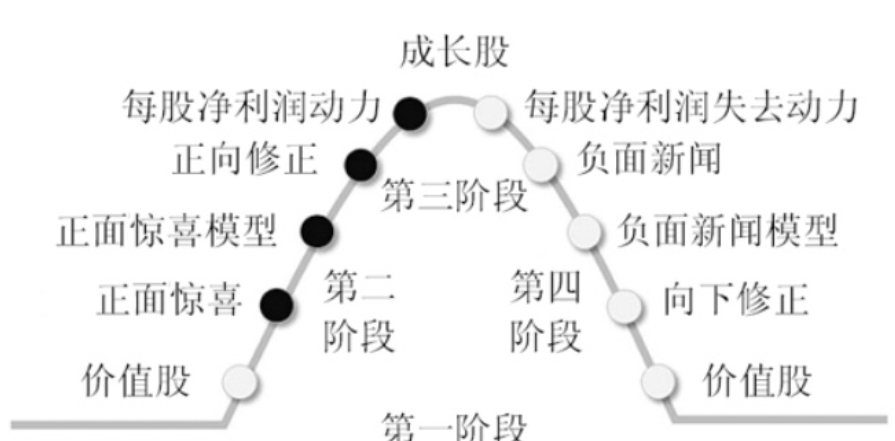 成长股
每股净利润动力
每股净利润失去动力
正向修正
负面新闻
第三阶段
正面惊喜模型
负面新闻模型
正面惊喜
第二
阶段
第四
阶段
向下修正
价值股
价值股
第一阶段